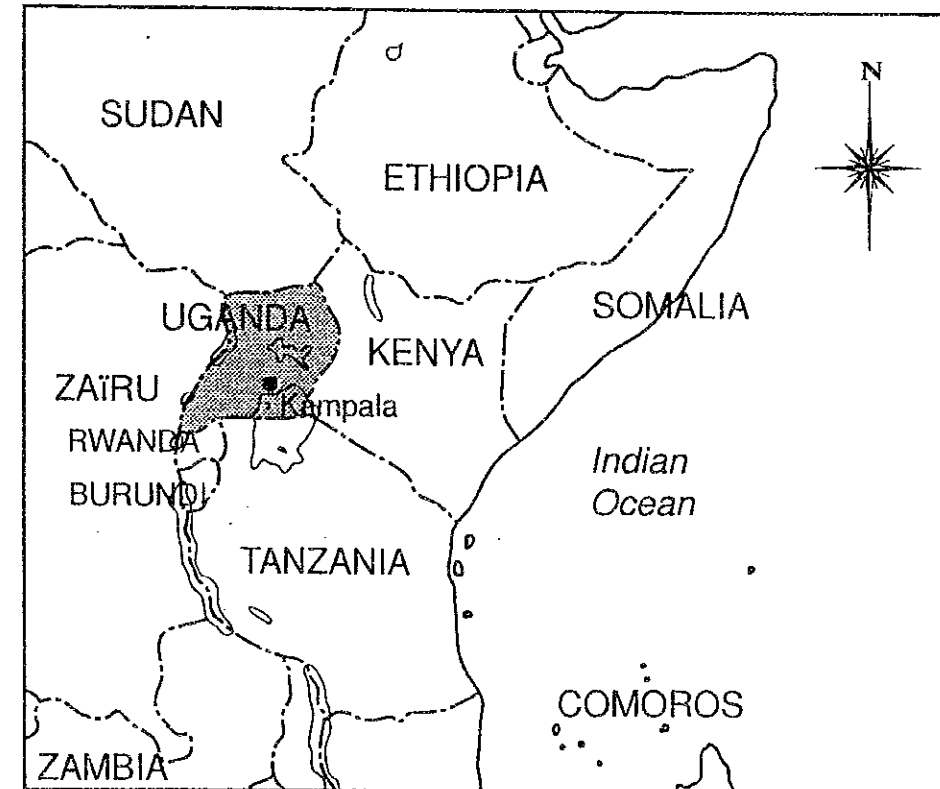 N
SUDAN
ETHIOPIA
UGANDA
SOMALIA
KENYA
ZAïRU
Kampala
RWANDA
Indian
Ocean
BURUNDI
TANZANIA
COMOROS
ZAMBIA